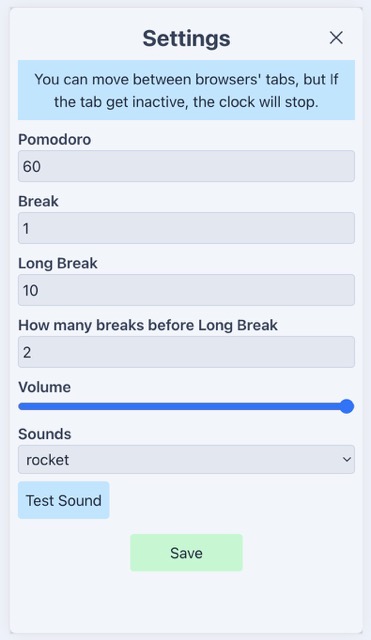 Settings
You can move between browsers' tabs, but If
the tab get inactive, the clock will stop.
Pomodoro
60
Break
1
Long Break
10
How many breaks before Long Break
2
Volume
Sounds
rocket
Test Sound
Save